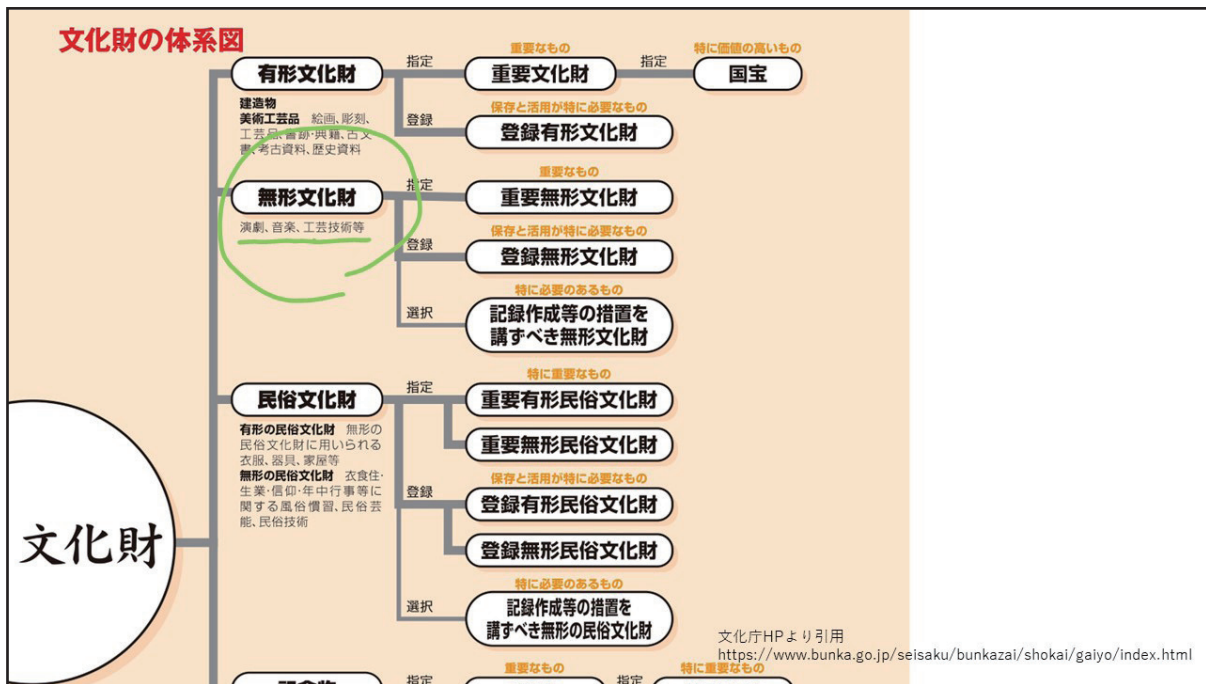 文化財の体系図
文化財
有形文化財
建造物
美術工芸品 絵画、彫刻、
工芸品、書跡・典籍、古文
書、考古資料、歴史資料
指定
重要なもの
重要文化財
指定
特に価値の高いもの
国宝
登録
保存と活用が特に必要なもの
登録有形文化財
無形文化財
演劇、音楽、工芸技術等
指定
重要なもの
重要無形文化財
登録
保存と活用が特に必要なもの
登録無形文化財
選択
特に必要のあるもの
記録作成等の措置を
講ずべき無形文化財
民俗文化財
有形の民俗文化財 無形の
民俗文化財に用いられる
衣服、器具、家屋等
無形の民俗文化財 衣食住・
生業・信仰・年中行事等に
関する風俗慣習、民俗芸
能、民俗技術
指定
特に重要なもの
重要有形民俗文化財
重要無形民俗文化財
登録
保存と活用が特に必要なもの
登録有形民俗文化財
登録無形民俗文化財
選択
特に必要のあるもの
記録作成等の措置を
講ずべき無形の民俗文化財
指定
重要なもの
指定
特に重要なもの
文化庁HPより引用
https://www.bunka.go.jp/seisaku/bunkazai/shokai/gaiyo/index.html